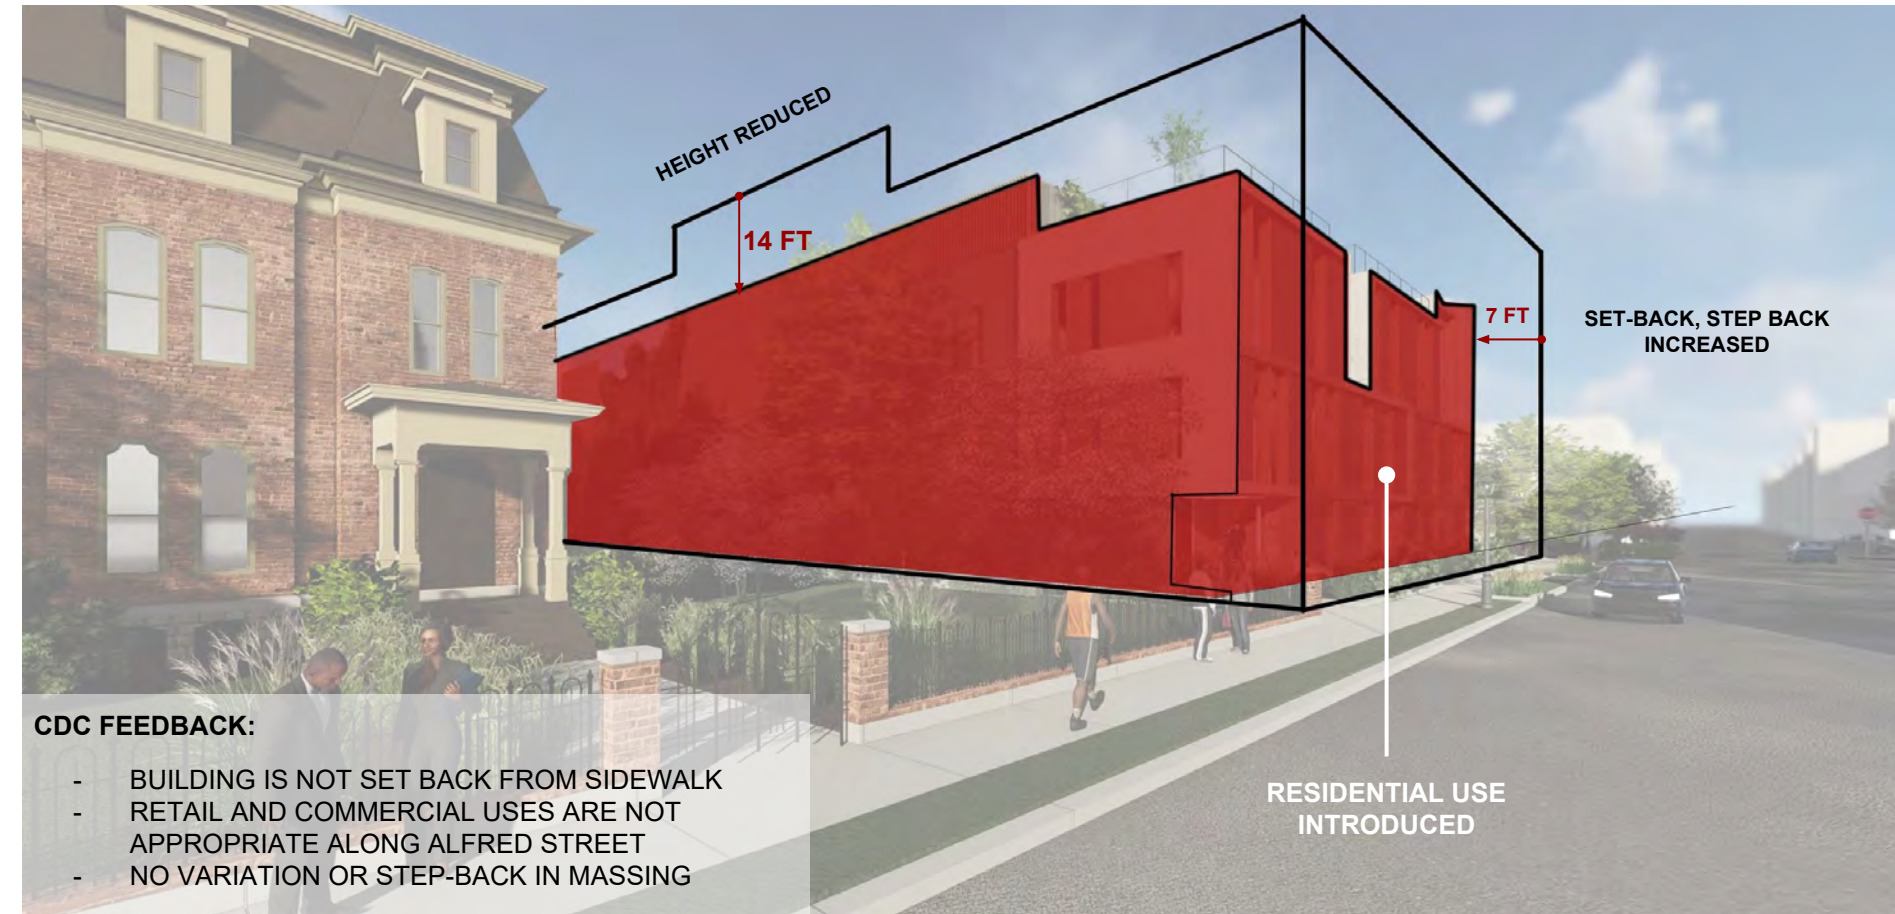 HEIGHT REDUCED
14 FT
7 FT
SET-BACK, STEP BACK
INCREASED
CDC FEEDBACK:
- BUILDING IS NOT SET BACK FROM SIDEWALK
- RETAIL AND COMMERCIAL USES ARE NOT
APPROPRIATE ALONG ALFRED STREET
- NO VARIATION OR STEP-BACK IN MASSING
RESIDENTIAL USE
INTRODUCED